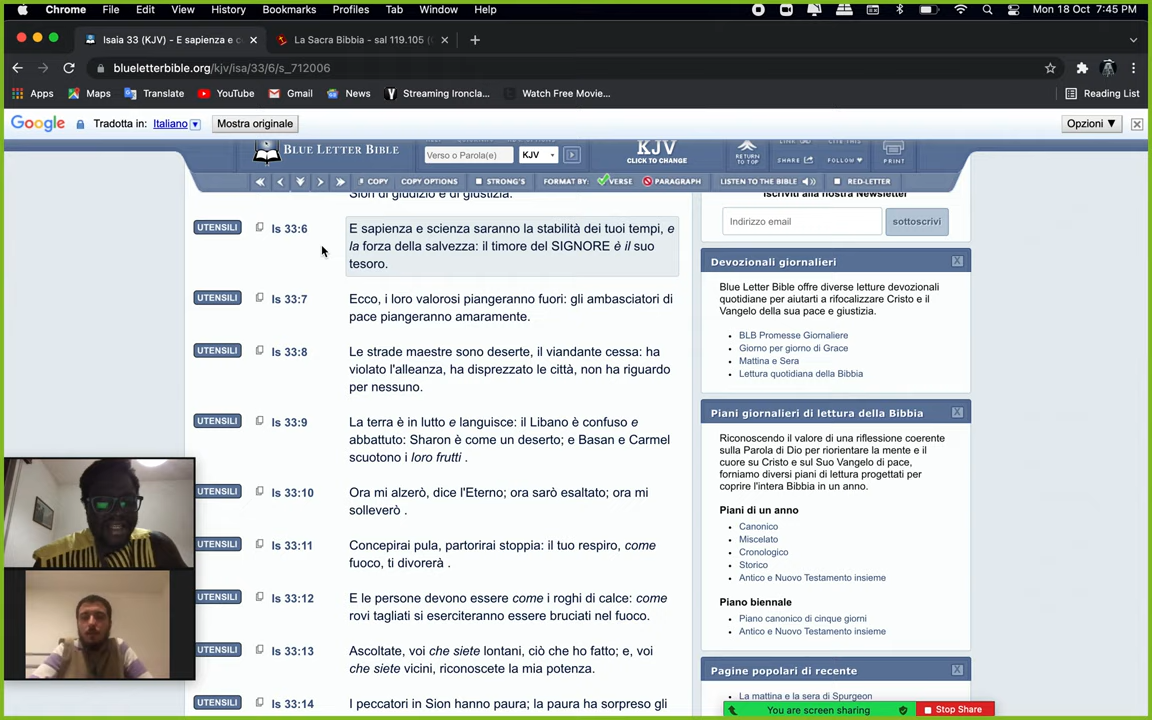 Chrome File Edit View History Bookmarks Profiles Tab Window Help Mon 18 Oct 7:45 PM
Isaia 33 (KJV) - E sapienza e c La Sacra Bibbia - sal 119.105 (
blueletterbible.org/kjv/isa/33/6/s_712006
Apps Maps Translate YouTube Gmail News Streaming Ironcla... Watch Free Movie... Reading List
Google Tradotta in: Italiano Mostra originale Opzioni ▼
BLUE LETTER BIBLE Verso o Parola(e) KJV KJV CLICK TO CHANGE RETURN TO TOP SHARE FOLLOW PRINT
COPY COPY OPTIONS STRONG'S FORMAT BY: VERSE PARAGRAPH LISTEN TO THE BIBLE RED-LETTER
Sion di giudizio e di giustizia.
UTENSILI Is 33:6 E sapienza e scienza saranno la stabilità dei tuoi tempi, e
la forza della salvezza: il timore del SIGNORE è il suo
tesoro.
UTENSILI Is 33:7 Ecco, i loro valorosi piangeranno fuori: gli ambasciatori di
pace piangeranno amaramente.
UTENSILI Is 33:8 Le strade maestre sono deserte, il viandante cessa: ha
violato l'alleanza, ha disprezzato le città, non ha riguardo
per nessuno.
UTENSILI Is 33:9 La terra è in lutto e languisce: il Libano è confuso e
abbattuto: Sharon è come un deserto; e Basan e Carmel
scuotono i loro frutti .
UTENSILI Is 33:10 Ora mi alzerò, dice l'Eterno; ora sarò esaltato; ora mi
solleverò .
UTENSILI Is 33:11 Concepirai pula, partorirai stoppia: il tuo respiro, come
fuoco, ti divorerà .
UTENSILI Is 33:12 E le persone devono essere come i roghi di calce: come
rovi tagliati si eserciteranno essere bruciati nel fuoco.
UTENSILI Is 33:13 Ascoltate, voi che siete lontani, ciò che ho fatto; e, voi
che siete vicini, riconoscete la mia potenza.
UTENSILI Is 33:14 I peccatori in Sion hanno paura; la paura ha sorpreso gli
Iscriviti alla nostra Newsletter
Indirizzo email sottoscrivi
Devozionali giornalieri
Blue Letter Bible offre diverse letture devozionali
quotidiane per aiutarti a rifocalizzare Cristo e il
Vangelo della sua pace e giustizia.
BLB Promesse Giornaliere
Giorno per giorno di Grace
Mattina e Sera
Lettura quotidiana della Bibbia
Piani giornalieri di lettura della Bibbia
Riconoscendo il valore di una riflessione coerente
sulla Parola di Dio per riorientare la mente e il
cuore su Cristo e sul Suo Vangelo di pace,
forniamo diversi piani di lettura progettati per
coprire l'intera Bibbia in un anno.
Piani di un anno
Canonico
Miscelato
Cronologico
Storico
Antico e Nuovo Testamento insieme
Piano biennale
Piano canonico di cinque giorni
Antico e Nuovo Testamento insieme
Pagine popolari di recente
La mattina e la sera di Spurgeon
You are screen sharing Stop Share